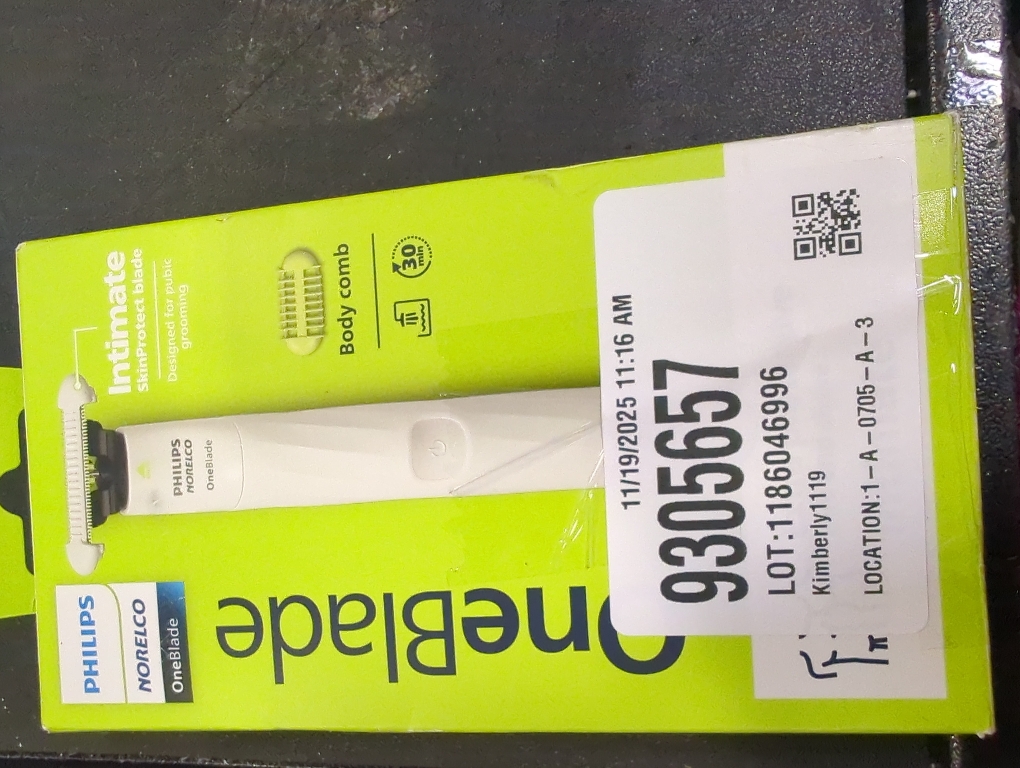 PHILIPS
NORELCO
OneBlade
Intimate
SkinProtect blade
Designed for pubic
grooming
PHILIPS
NORELCO
OneBlade
Body comb
30
min
OneBlade
11/19/2025 11:16 AM
9305657
LOT:1186046996
Kimberly1119
LOCATION:1-A-0705-A-3